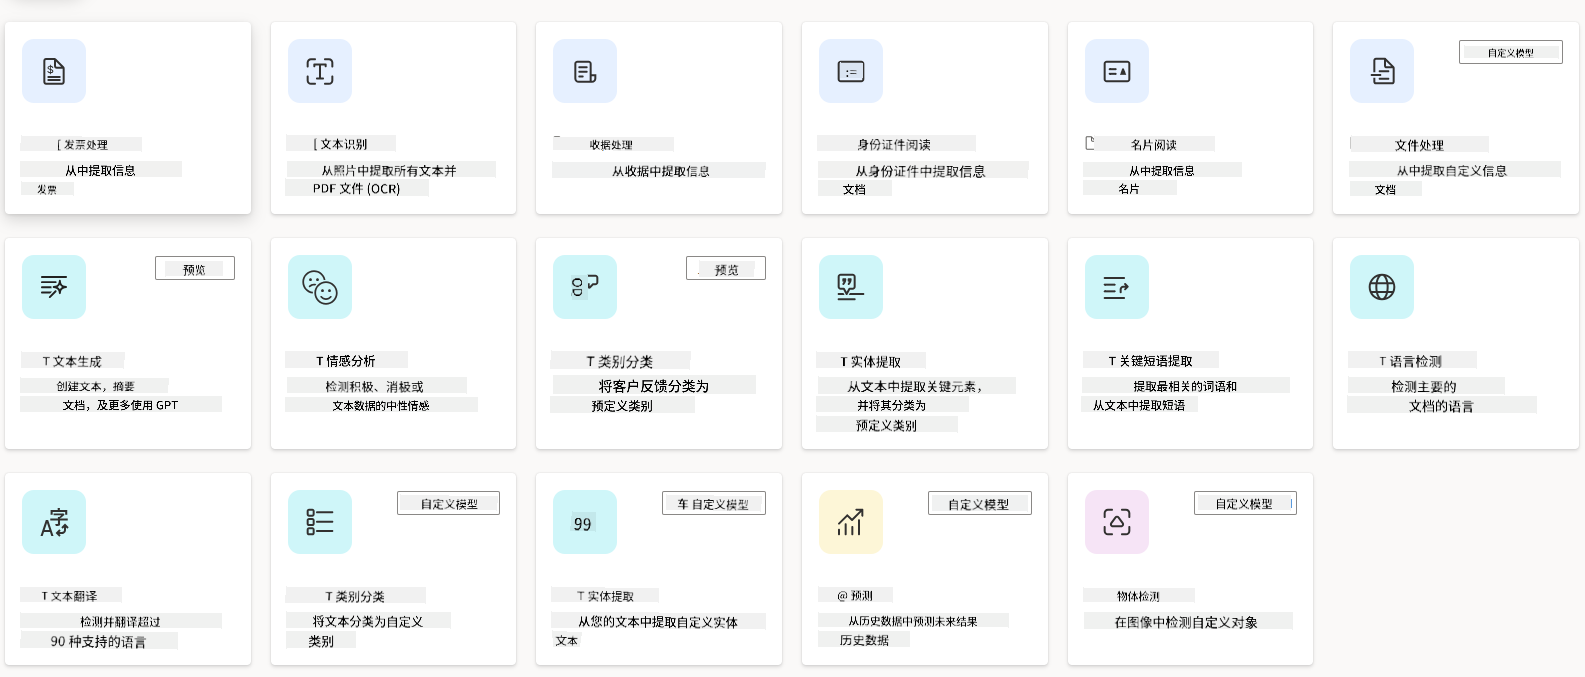 [ 发票处理
从中提取信息
发票
[ 文本识别
从照片中提取所有文本并
PDF 文件 (OCR)
收据处理
从收据中提取信息
身份证件阅读
从身份证件中提取信息
文档
名片阅读
从中提取信息
名片
自定义模型
文件处理
从中提取自定义信息
文档
预览
T 文本生成
创建文本，摘要
文档，及更多使用 GPT
T 情感分析
检测积极、消极或
文本数据的中性情感
预览
T 类别分类
将客户反馈分类为
预定义类别
T 实体提取
从文本中提取关键元素，
并将其分类为
预定义类别
T 关键短语提取
提取最相关的词语和
从文本中提取短语
T 语言检测
检测主要的
文档的语言
T 文本翻译
检测并翻译超过
90 种支持的语言
自定义模型
T 类别分类
将文本分类为自定义
类别
车 自定义模型
99
T 实体提取
从您的文本中提取自定义实体
文本
自定义模型
@ 预测
从历史数据中预测未来结果
历史数据
自定义模型
物体检测
在图像中检测自定义对象